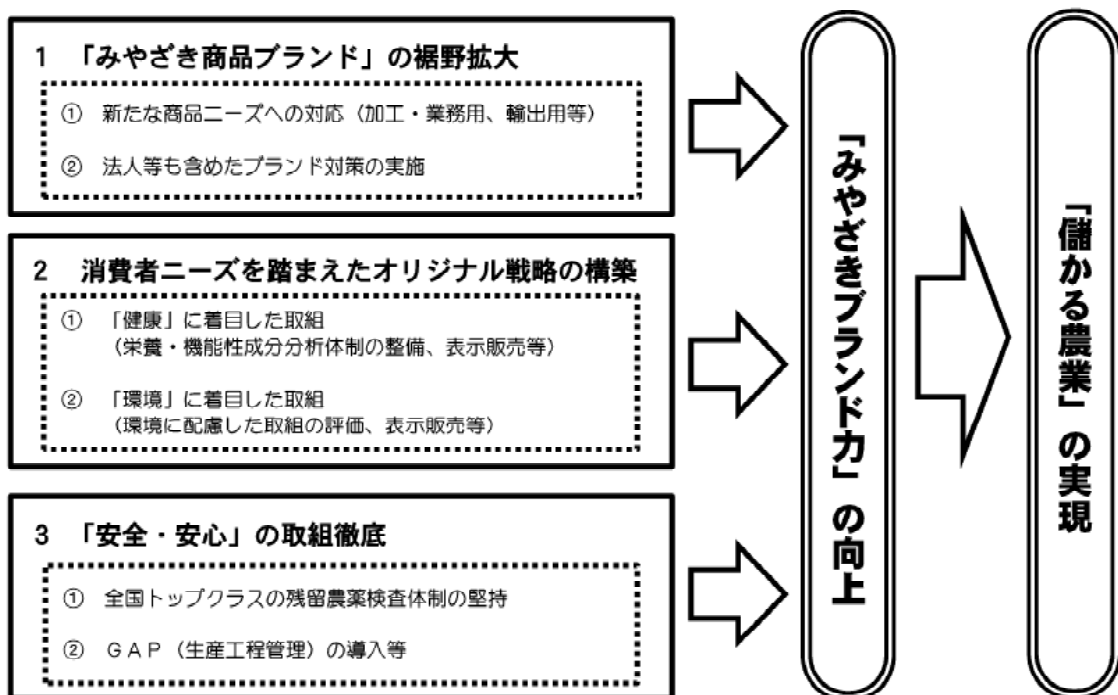 1 「みやざき商品ブランド」の裾野拡大
① 新たな商品ニーズへの対応（加工・業務用、輸出用等）
② 法人等も含めたブランド対策の実施
2 消費者ニーズを踏まえたオリジナル戦略の構築
① 「健康」に着目した取組
（栄養・機能性成分分析体制の整備、表示販売等）
② 「環境」に着目した取組
（環境に配慮した取組の評価、表示販売等）
3 「安全・安心」の取組徹底
① 全国トップクラスの残留農薬検査体制の堅持
② ＧＡＰ（生産工程管理）の導入等
「みやざきブランド力」の向上
「儲かる農業」の実現